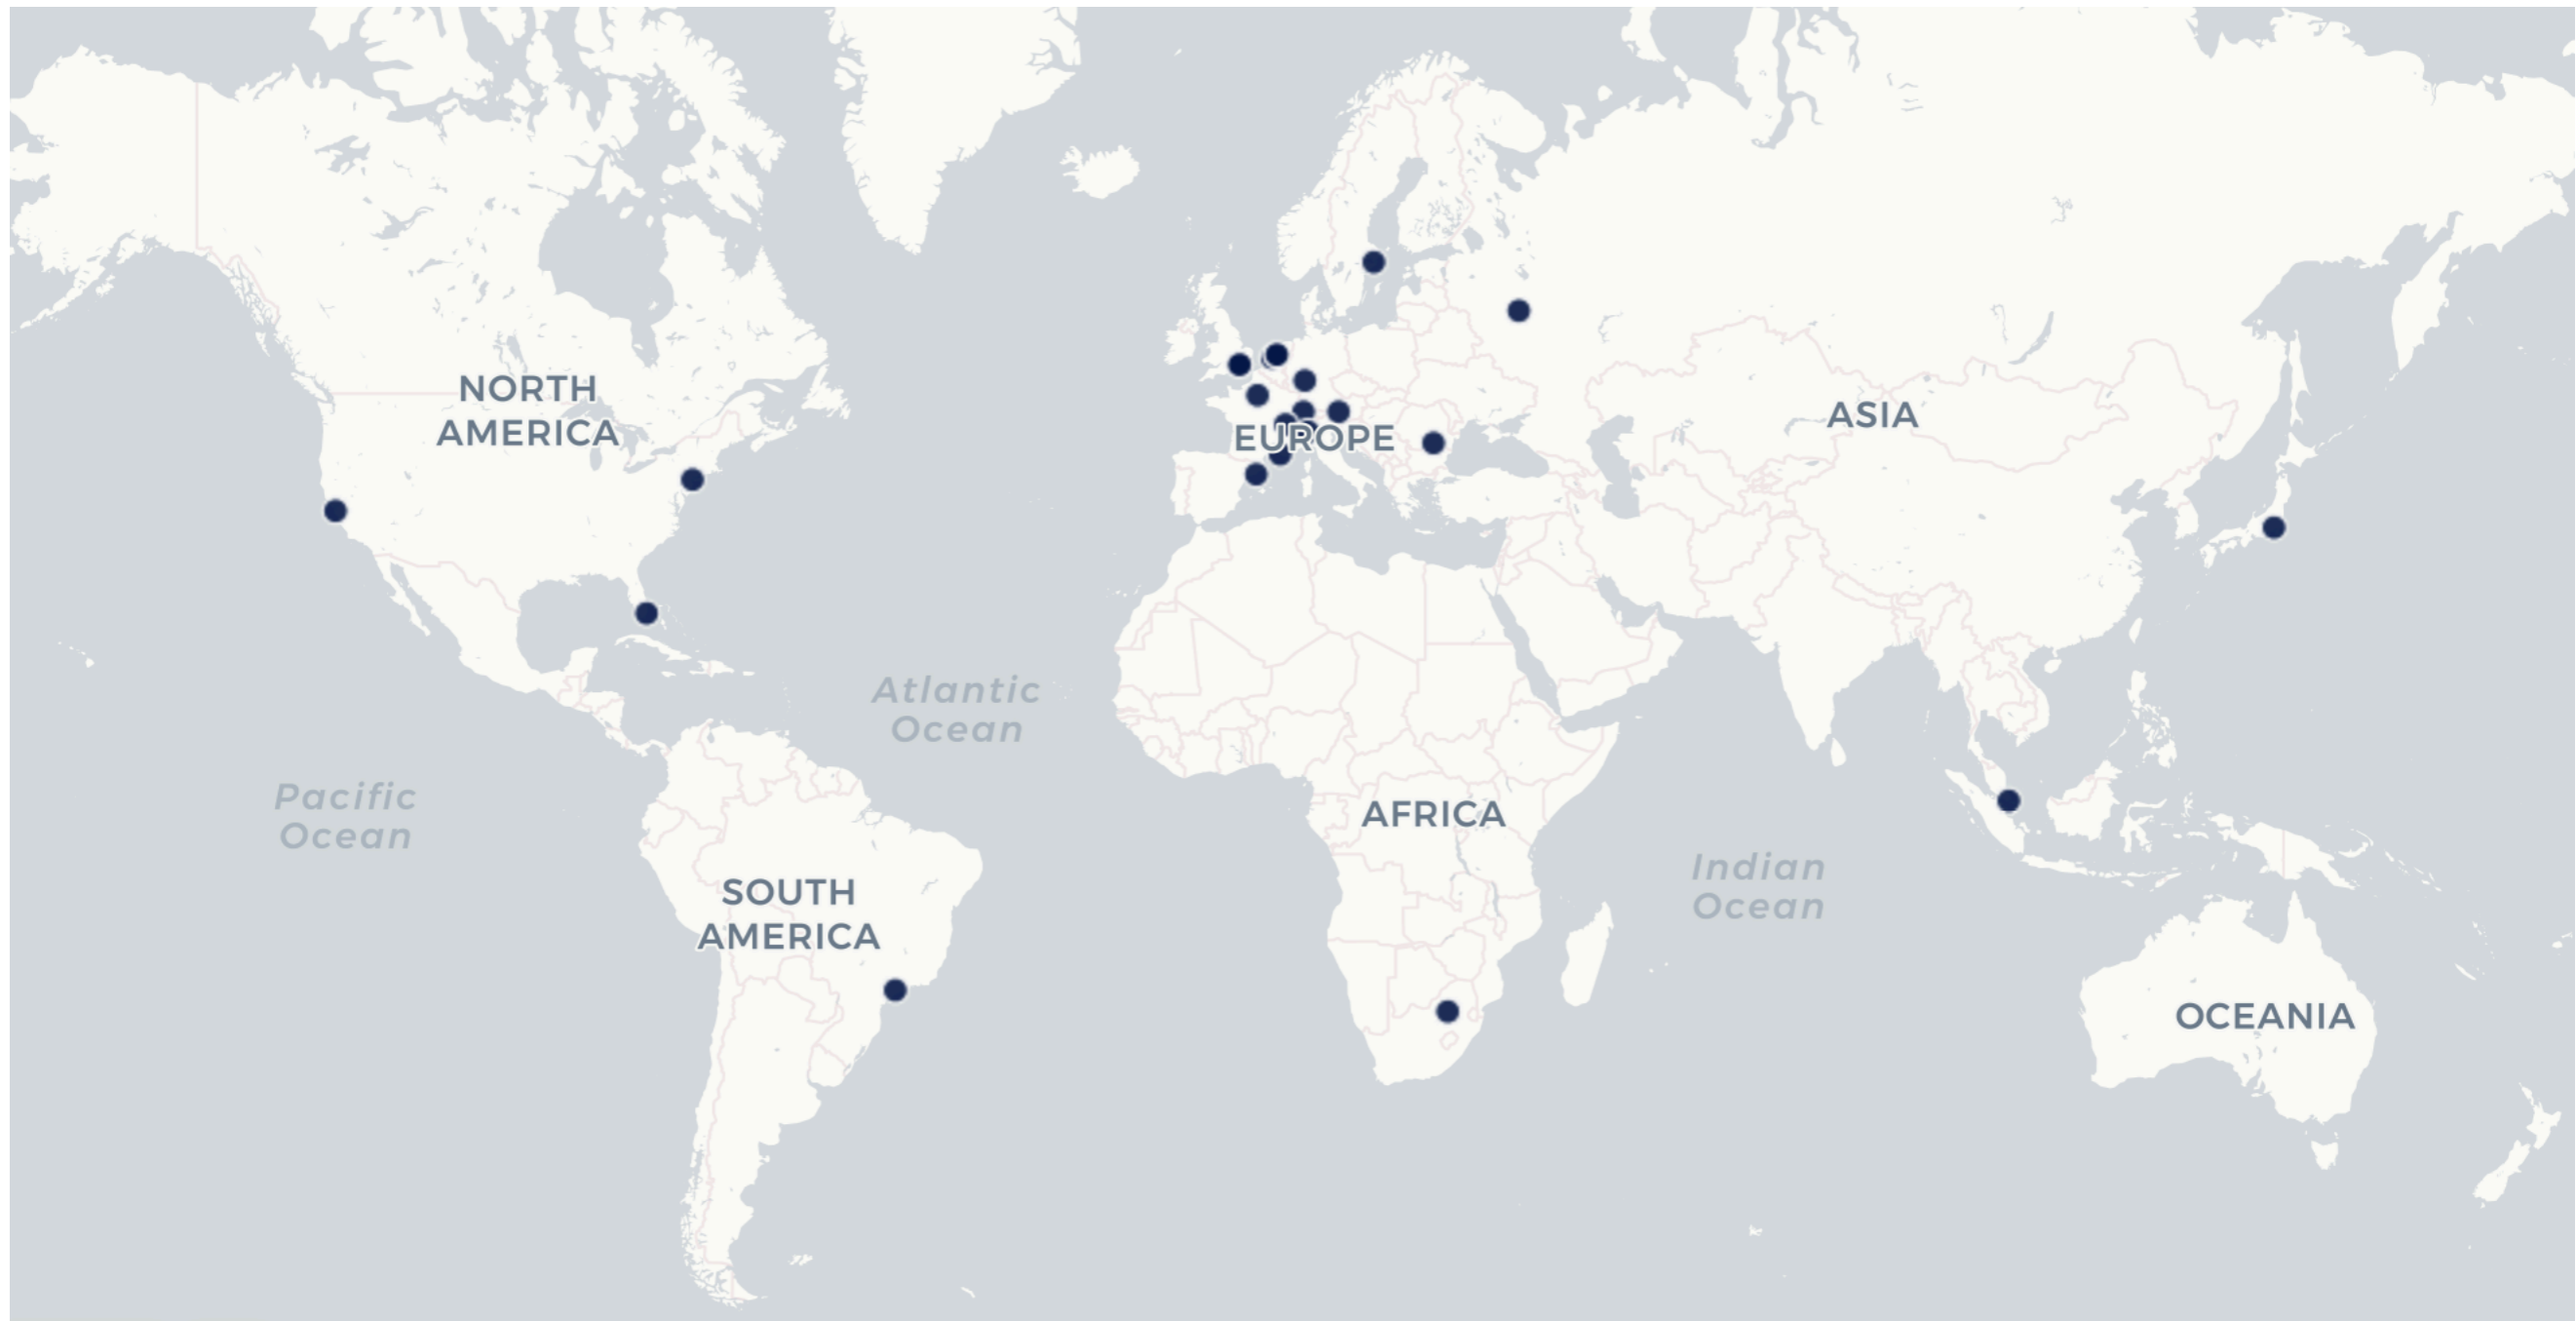 NORTH
AMERICA
EUROPE
ASIA
Atlantic
Ocean
Pacific
Ocean
AFRICA
SOUTH
AMERICA
Indian
Ocean
OCEANIA